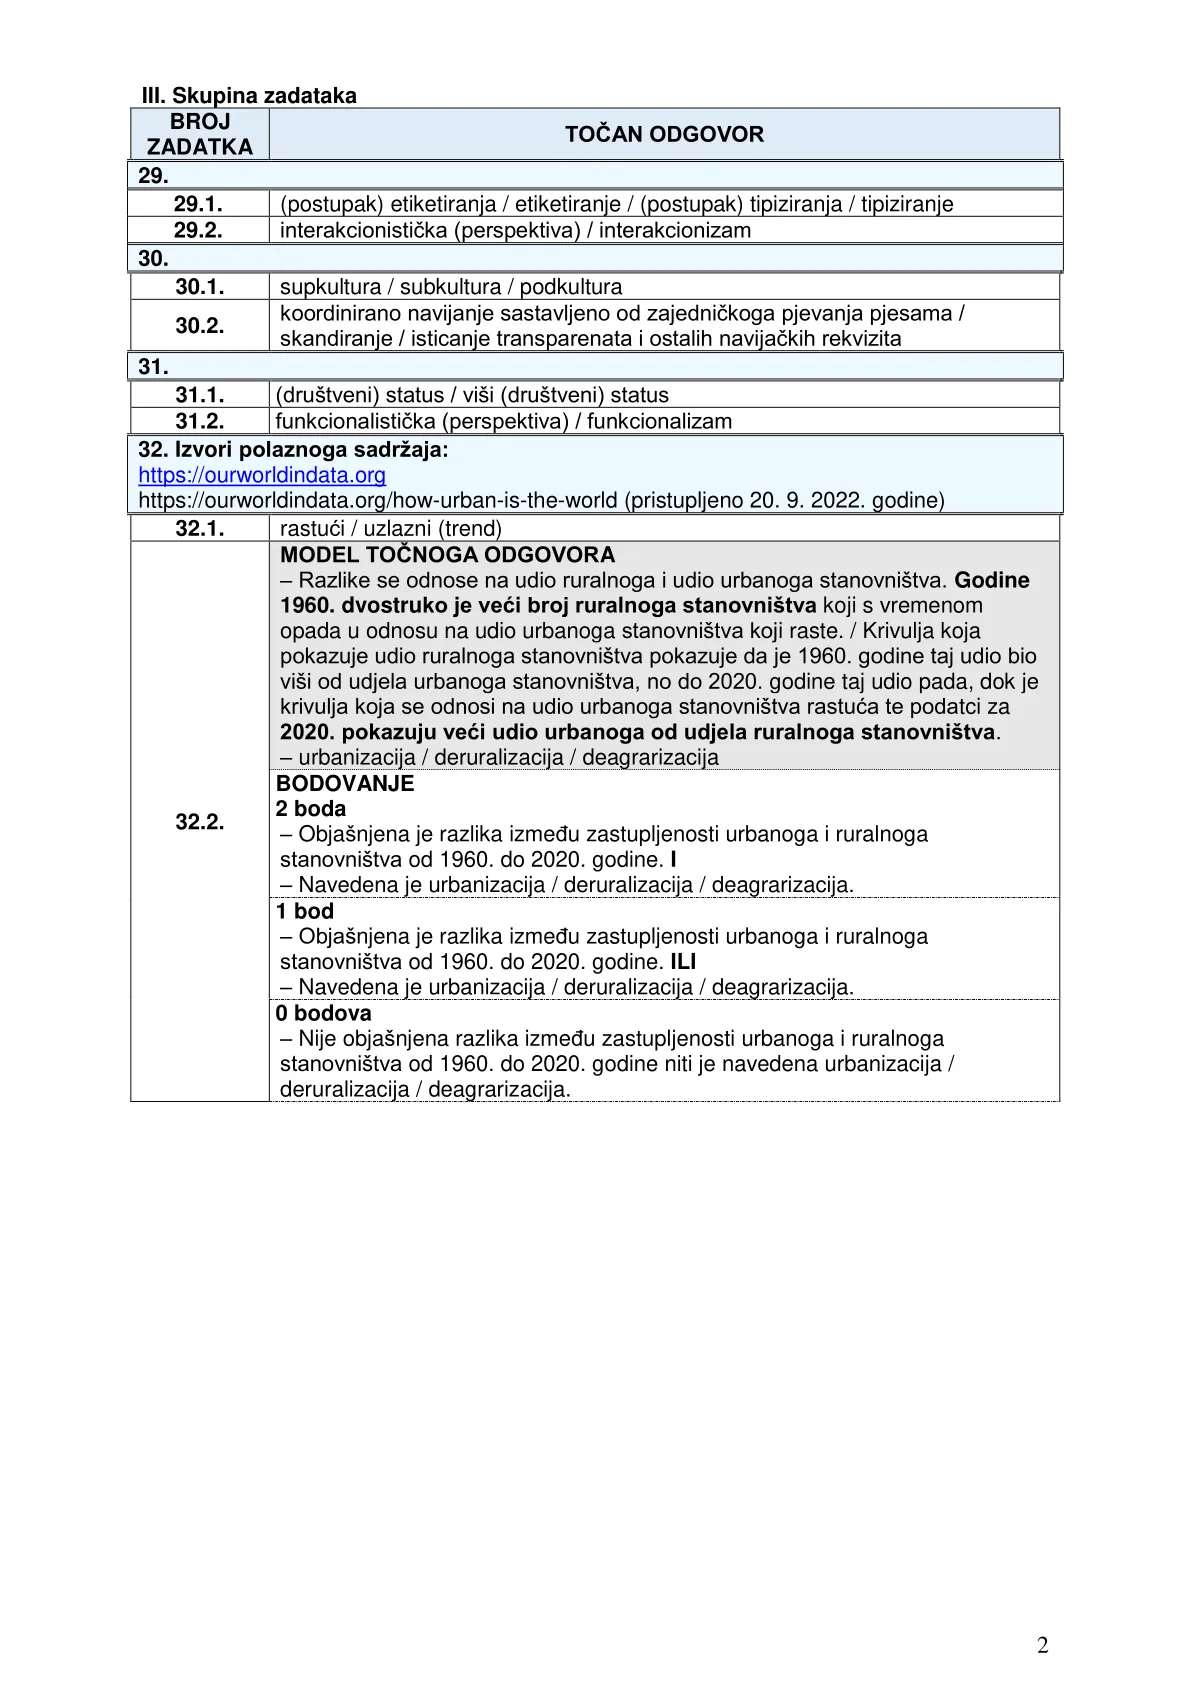 III. Skupina zadataka
BROJ
ZADATKA
TOČAN ODGOVOR
29.
29.1. (postupak) etiketiranja / etiketiranje / (postupak) tipiziranja / tipiziranje
29.2. interakcionistička (perspektiva) / interakcionizam
30.
30.1. supkultura / subkultura / podkultura
30.2.
koordinirano navijanje sastavljeno od zajedničkoga pjevanja pjesama /
skandiranje / isticanje transparenata i ostalih navijačkih rekvizita
31.
31.1. (društveni) status / viši (društveni) status
31.2. funkcionalistička (perspektiva) / funkcionalizam
32. Izvori polaznoga sadržaja:
https://ourworldindata.org
https://ourworldindata.org/how-urban-is-the-world (pristupljeno 20. 9. 2022. godine)
32.1. rastući / uzlazni (trend)
32.2.
MODEL TOČNOGA ODGOVORA
– Razlike se odnose na udio ruralnoga i udio urbanoga stanovništva. Godine
1960. dvostruko je veći broj ruralnoga stanovništva koji s vremenom
opada u odnosu na udio urbanoga stanovništva koji raste. / Krivulja koja
pokazuje udio ruralnoga stanovništva pokazuje da je 1960. godine taj udio bio
viši od udjela urbanoga stanovništva, no do 2020. godine taj udio pada, dok je
krivulja koja se odnosi na udio urbanoga stanovništva rastuća te podatci za
2020. pokazuju veći udio urbanoga od udjela ruralnoga stanovništva.
– urbanizacija / deruralizacija / deagrarizacija
BODOVANJE
2 boda
– Objašnjena je razlika između zastupljenosti urbanoga i ruralnoga
stanovništva od 1960. do 2020. godine. I
– Navedena je urbanizacija / deruralizacija / deagrarizacija.
1 bod
– Objašnjena je razlika između zastupljenosti urbanoga i ruralnoga
stanovništva od 1960. do 2020. godine. ILI
– Navedena je urbanizacija / deruralizacija / deagrarizacija.
0 bodova
– Nije objašnjena razlika između zastupljenosti urbanoga i ruralnoga
stanovništva od 1960. do 2020. godine niti je navedena urbanizacija /
deruralizacija / deagrarizacija.
2